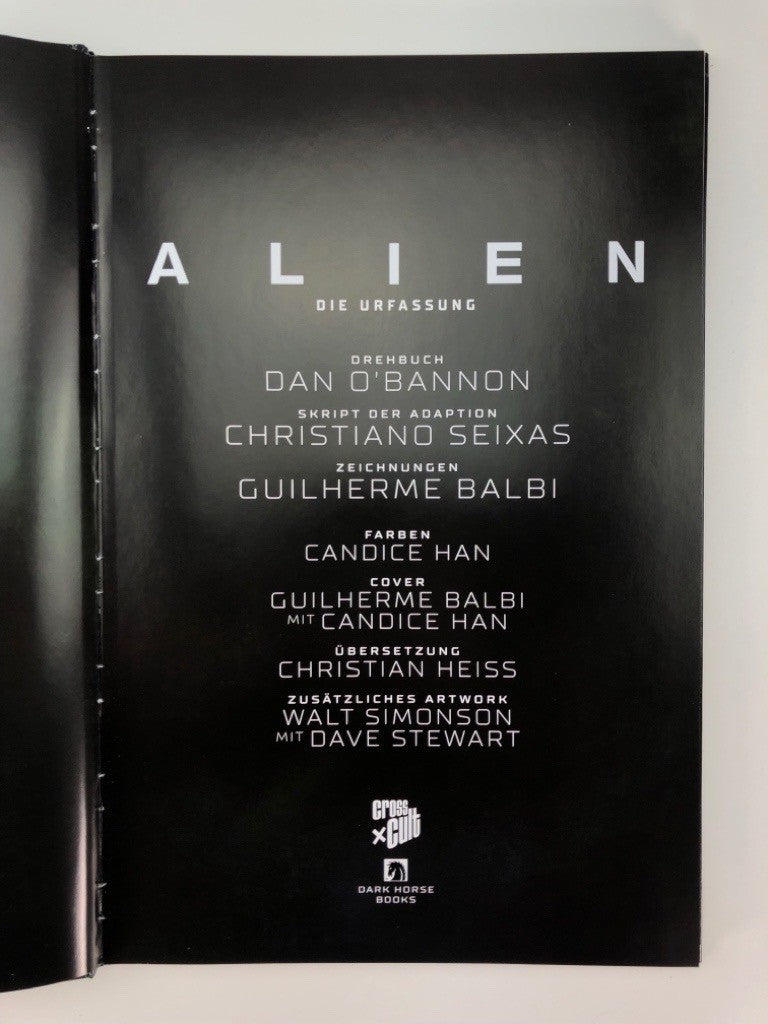 ALIEN
DIE URFASSUNG
DREHBUCH
DAN O'BANNON
SKRIPT DER ADAPTION
CHRISTIANO SEIXAS
ZEICHNUNGEN
GUILHERME BALBI
FARBEN
CANDICE HAN
COVER
GUILHERME BALBI
MIT CANDICE HAN
ÜBERSETZUNG
CHRISTIAN HEISS
ZUSÄTZLICHES ARTWORK
WALT SIMONSON
MIT DAVE STEWART
cross
cult
DARK HORSE
BOOKS